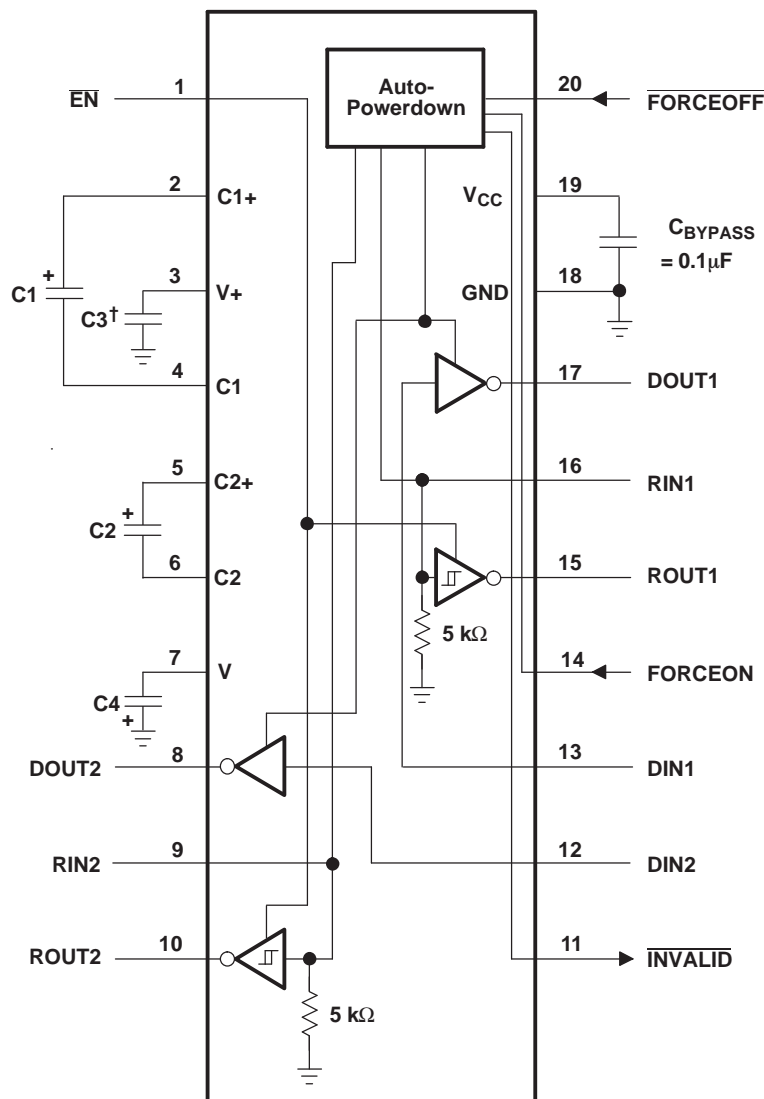 EN
1
Auto-
Powerdown
20
FORCEOFF
2
C1+
VCC
19
CBYPASS
= 0.1µF
+
C1
3
V+
C3†
GND
18
4
C1
17
DOUT1
5
C2+
16
RIN1
+
C2
6
C2
15
ROUT1
5 kΩ
7
V
14
FORCEON
C4
+
DOUT2
8
13
DIN1
RIN2
9
12
DIN2
ROUT2
10
11
INVALID
5 kΩ